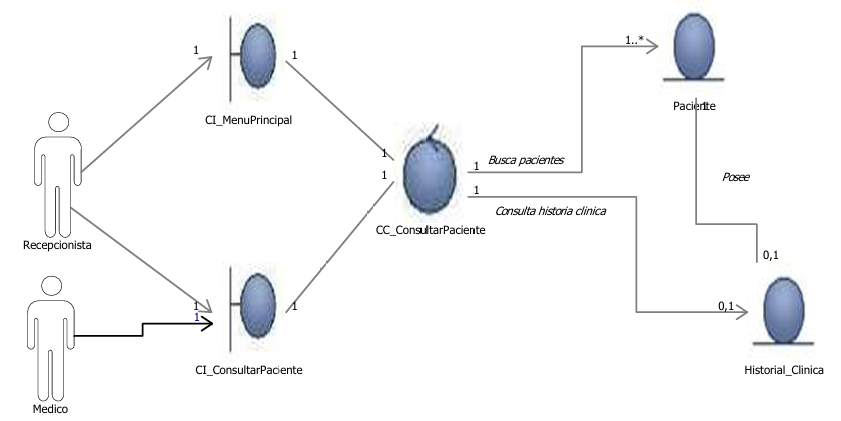 1
1
CI_MenuPrincipal
1..*
Paciente
1
1
1
Busca pacientes
1
Consulta historia clinica
1
CC_ConsultarPaciente
Posee
0,1
Recepcionista
1
1
1
CI_ConsultarPaciente
0,1
Historial_Clinica
Medico